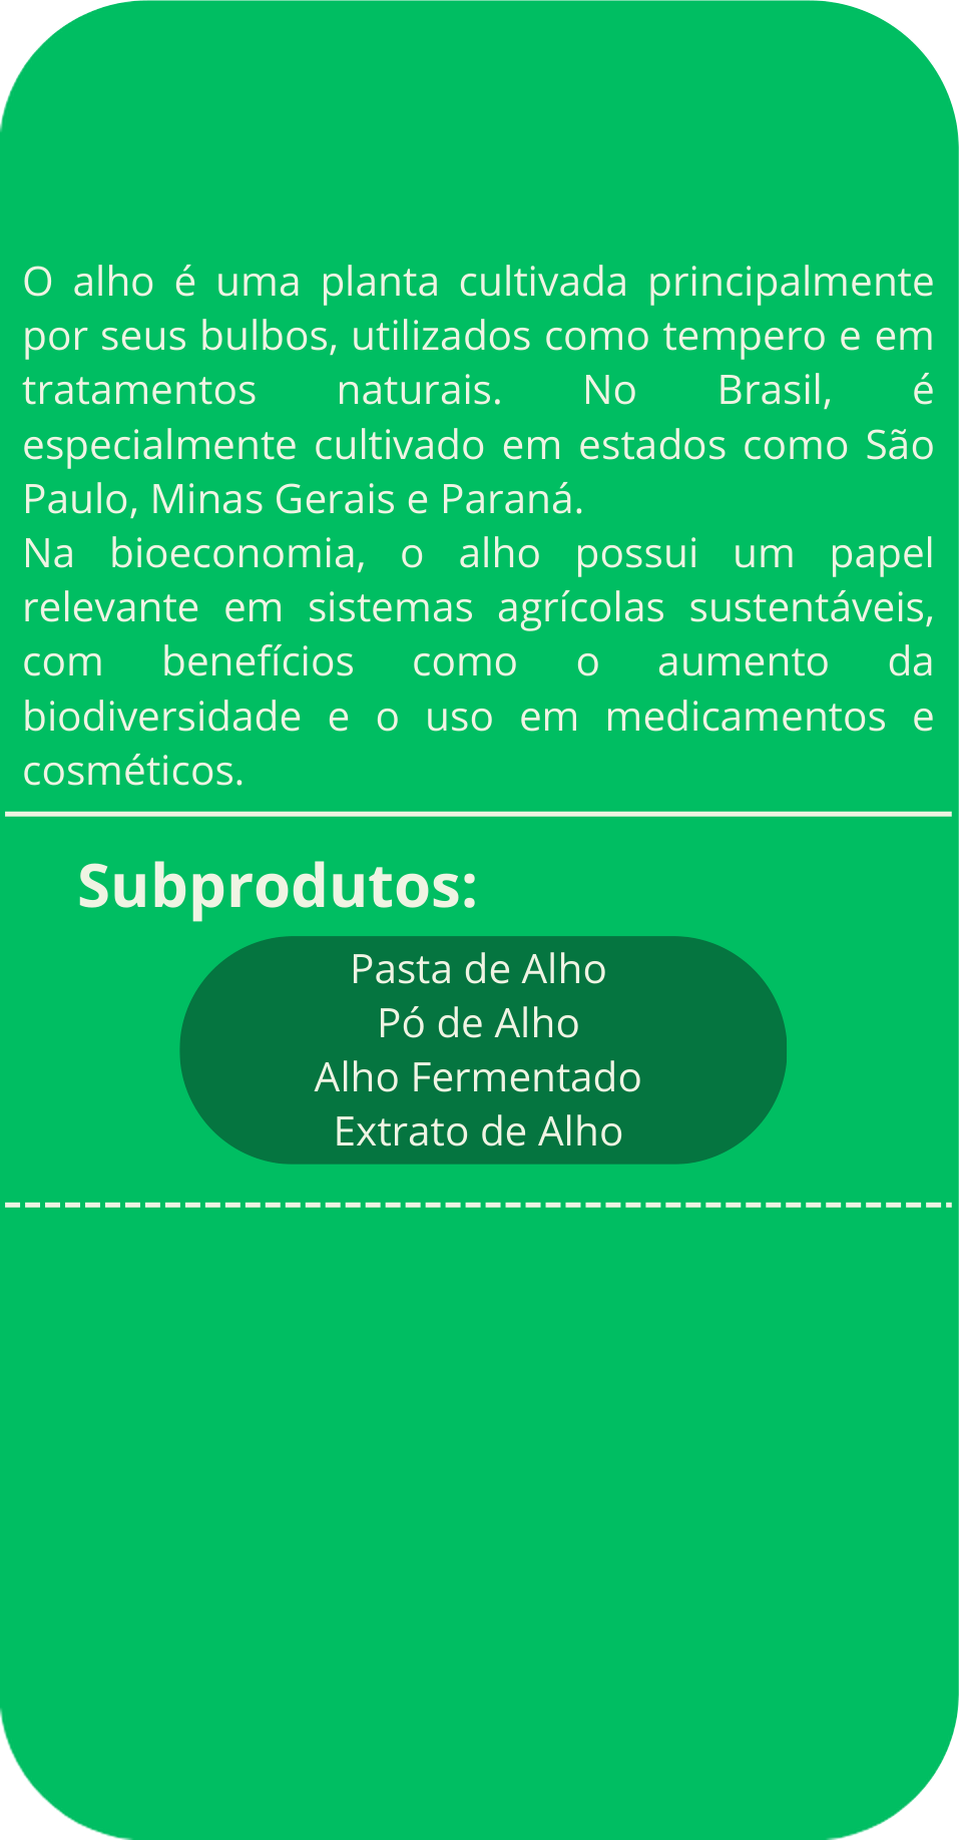 O alho é uma planta cultivada principalmente
por seus bulbos, utilizados como tempero e em
tratamentos naturais. No Brasil, é
especialmente cultivado em estados como São
Paulo, Minas Gerais e Paraná.
Na bioeconomia, o alho possui um papel
relevante em sistemas agrícolas sustentáveis,
com benefícios como o aumento da
biodiversidade e o uso em medicamentos e
cosméticos.
Subprodutos:
Pasta de Alho
Pó de Alho
Alho Fermentado
Extrato de Alho